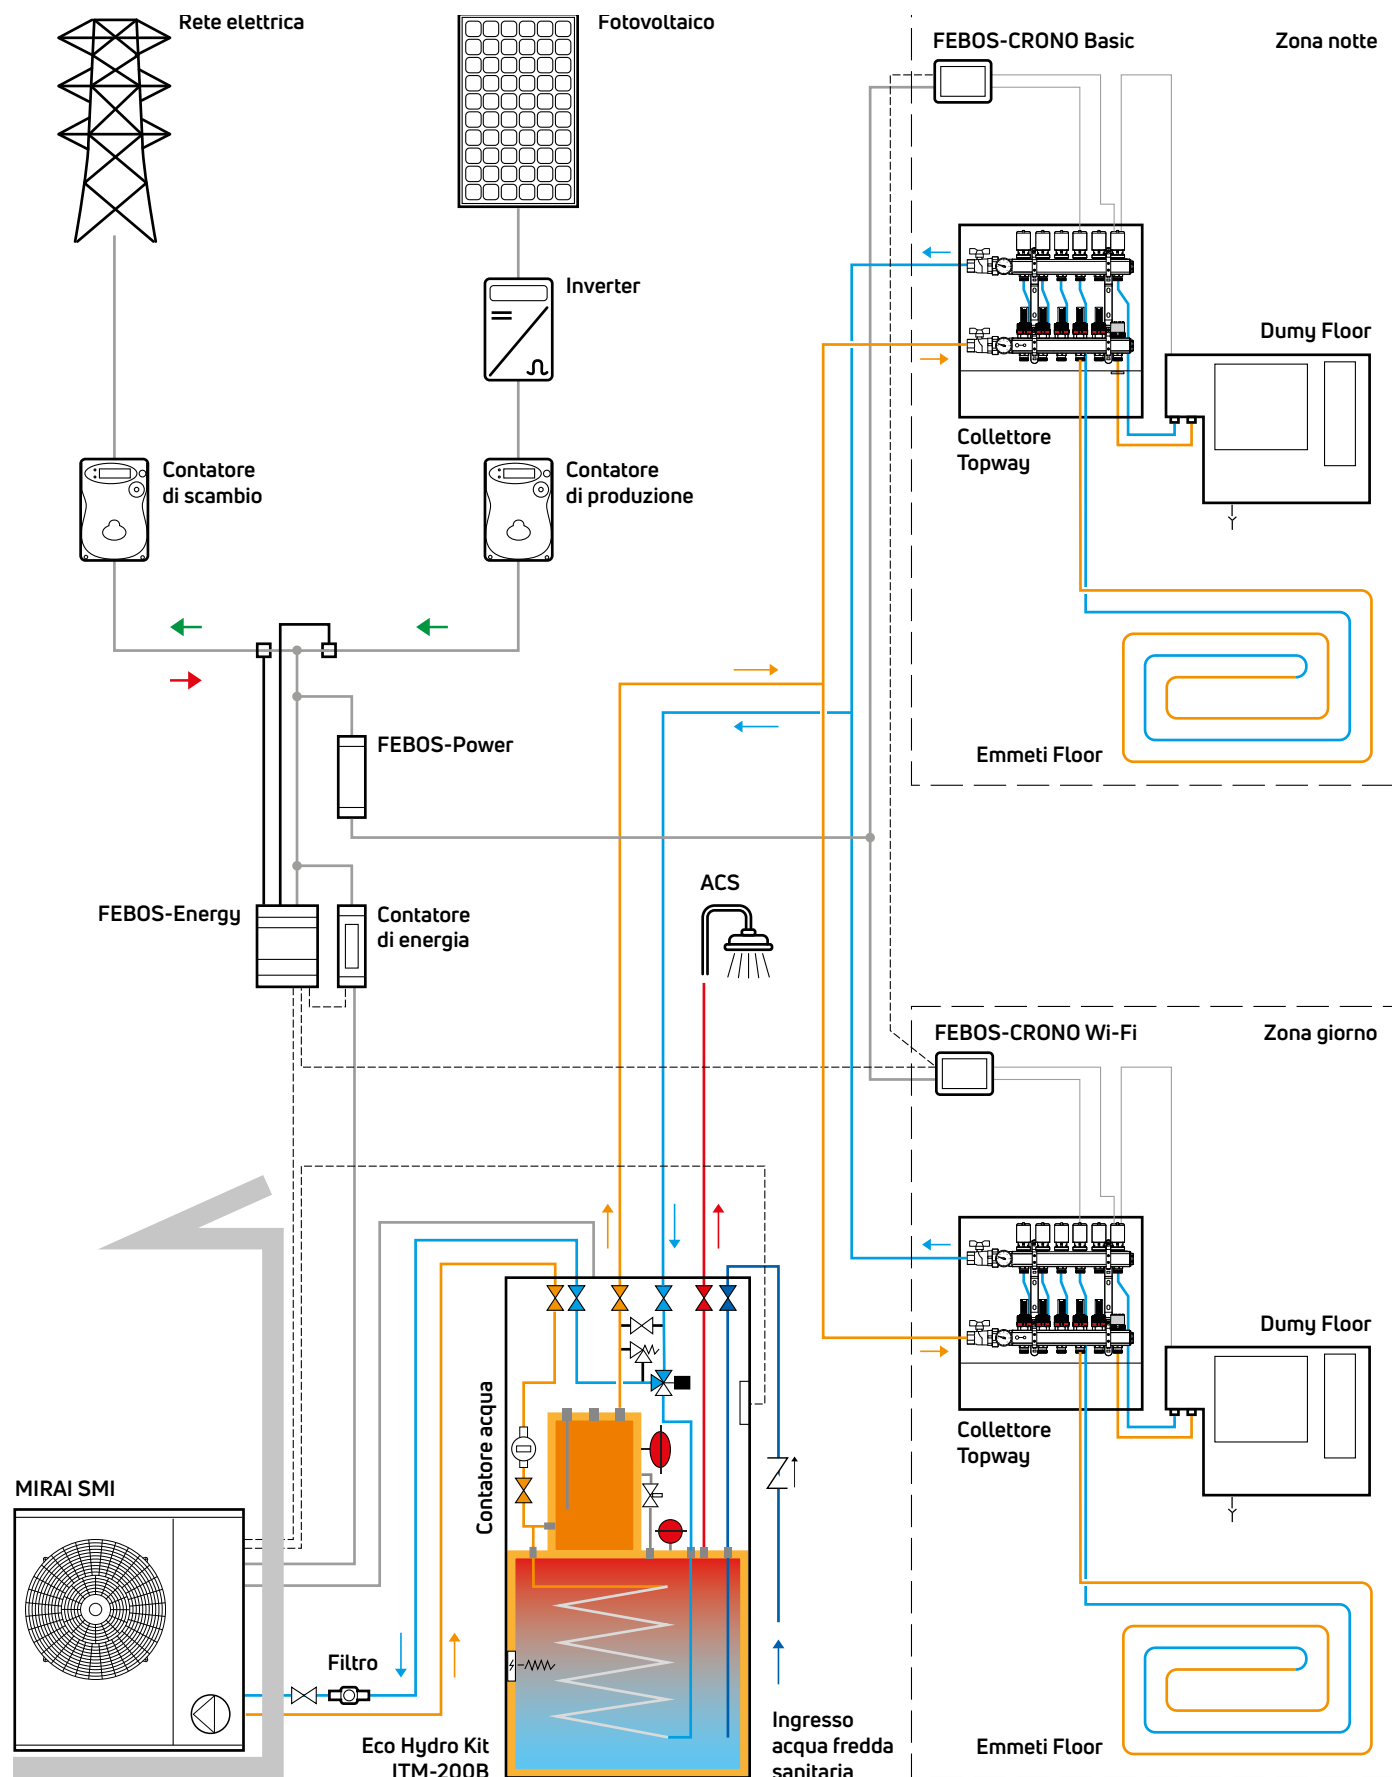 Rete elettrica
Fotovoltaico
FEBOS-CRONO Basic
Zona notte
Inverter
Dumy Floor
Collettore
Topway
Contatore
di scambio
Contatore
di produzione
FEBOS-Power
Emmeti Floor
ACS
FEBOS-Energy
Contatore
di energia
FEBOS-CRONO Wi-Fi
Zona giorno
Dumy Floor
Collettore
Topway
Contatore acqua
MIRAI SMI
Filtro
Eco Hydro Kit
ITM-200B
Ingresso
acqua fredda
sanitaria
Emmeti Floor